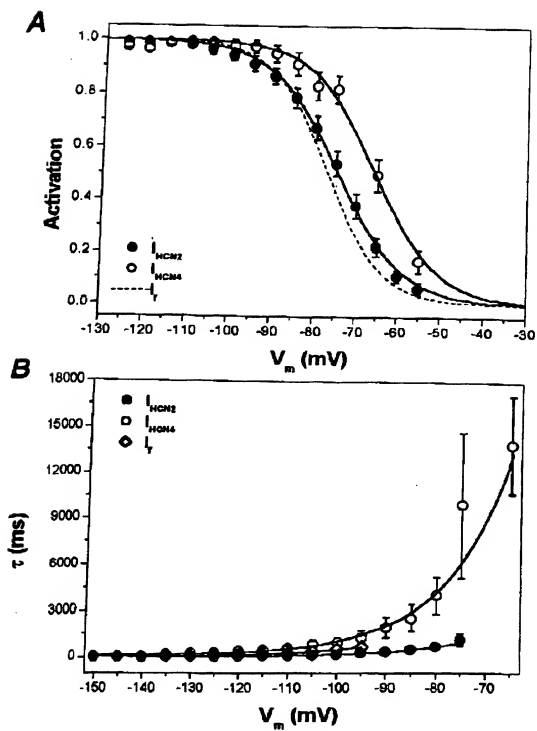 A
1.0
0.8
0.6
0.4
0.2
0.0
Activation
I HCN2
I HCN4
I f
-130 -120 -110 -100 -90 -80 -70 -60 -50 -40 -30
Vm (mV)
B
18000
15000
12000
9000
6000
3000
0
τ (ms)
I HCN2
I HCN4
I f
-150 -140 -130 -120 -110 -100 -90 -80 -70
Vm (mV)